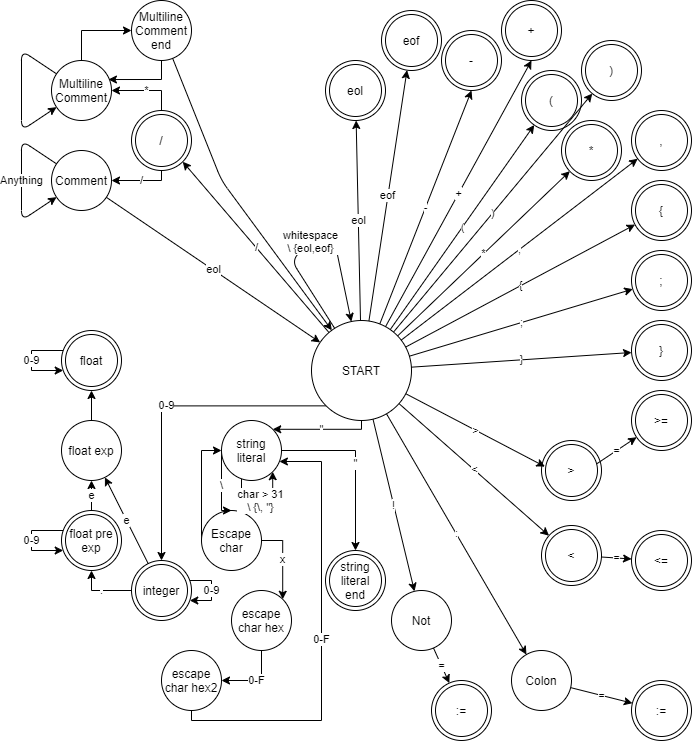 Multiline
Comment
end
+
eof
-
)
Multiline
Comment
*
eol
(
/
*
,
Anything
Comment
/
eof
{
-
+
whitespace
\ {eol,eof}
eol
(
)
/
*
,
eol
{
;
;
float
0-9
START
}
}
0-9
"
>
>=
float exp
string
literal
"
<
=
>
\
char > 31
\ {\, "}
e
e
!
:
0-9
float pre
exp
Escape
char
x
<
=
<=
.
integer
0-9
string
literal
end
escape
char hex
0-F
Not
escape
char hex2
0-F
=
Colon
=
:=
:=